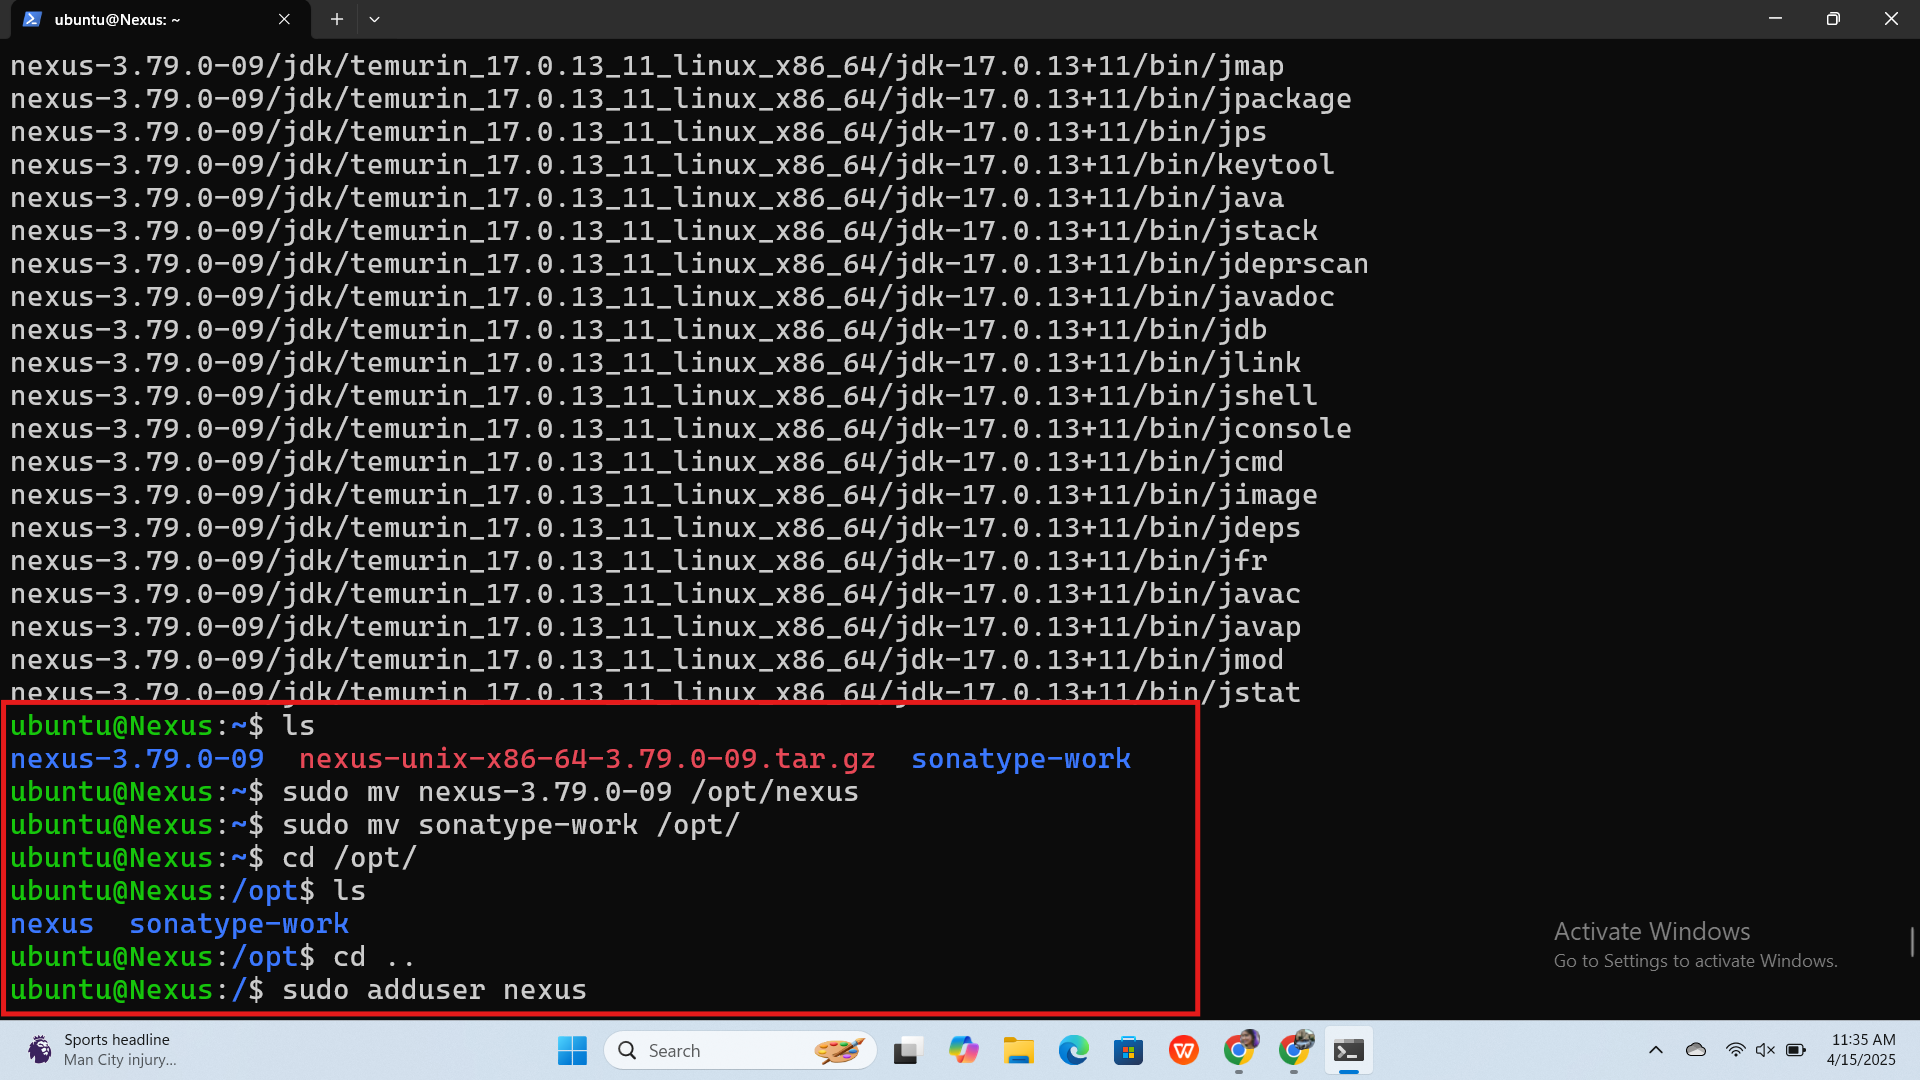 ubuntu@Nexus: ~
nexus-3.79.0-09/jdk/temurin_17.0.13_11_linux_x86_64/jdk-17.0.13+11/bin/jmap
nexus-3.79.0-09/jdk/temurin_17.0.13_11_linux_x86_64/jdk-17.0.13+11/bin/jpackage
nexus-3.79.0-09/jdk/temurin_17.0.13_11_linux_x86_64/jdk-17.0.13+11/bin/jps
nexus-3.79.0-09/jdk/temurin_17.0.13_11_linux_x86_64/jdk-17.0.13+11/bin/keytool
nexus-3.79.0-09/jdk/temurin_17.0.13_11_linux_x86_64/jdk-17.0.13+11/bin/java
nexus-3.79.0-09/jdk/temurin_17.0.13_11_linux_x86_64/jdk-17.0.13+11/bin/jstack
nexus-3.79.0-09/jdk/temurin_17.0.13_11_linux_x86_64/jdk-17.0.13+11/bin/jdeprscan
nexus-3.79.0-09/jdk/temurin_17.0.13_11_linux_x86_64/jdk-17.0.13+11/bin/javadoc
nexus-3.79.0-09/jdk/temurin_17.0.13_11_linux_x86_64/jdk-17.0.13+11/bin/jdb
nexus-3.79.0-09/jdk/temurin_17.0.13_11_linux_x86_64/jdk-17.0.13+11/bin/jlink
nexus-3.79.0-09/jdk/temurin_17.0.13_11_linux_x86_64/jdk-17.0.13+11/bin/jshell
nexus-3.79.0-09/jdk/temurin_17.0.13_11_linux_x86_64/jdk-17.0.13+11/bin/jconsole
nexus-3.79.0-09/jdk/temurin_17.0.13_11_linux_x86_64/jdk-17.0.13+11/bin/jcmd
nexus-3.79.0-09/jdk/temurin_17.0.13_11_linux_x86_64/jdk-17.0.13+11/bin/jimage
nexus-3.79.0-09/jdk/temurin_17.0.13_11_linux_x86_64/jdk-17.0.13+11/bin/jdeps
nexus-3.79.0-09/jdk/temurin_17.0.13_11_linux_x86_64/jdk-17.0.13+11/bin/jfr
nexus-3.79.0-09/jdk/temurin_17.0.13_11_linux_x86_64/jdk-17.0.13+11/bin/javac
nexus-3.79.0-09/jdk/temurin_17.0.13_11_linux_x86_64/jdk-17.0.13+11/bin/javap
nexus-3.79.0-09/jdk/temurin_17.0.13_11_linux_x86_64/jdk-17.0.13+11/bin/jmod
nexus-3.79.0-09/jdk/temurin_17.0.13_11_linux_x86_64/jdk-17.0.13+11/bin/jstat
ubuntu@Nexus:~$ ls
nexus-3.79.0-09  nexus-unix-x86-64-3.79.0-09.tar.gz  sonatype-work
ubuntu@Nexus:~$ sudo mv nexus-3.79.0-09 /opt/nexus
ubuntu@Nexus:~$ sudo mv sonatype-work /opt/
ubuntu@Nexus:~$ cd /opt/
ubuntu@Nexus:/opt$ ls
nexus  sonatype-work
ubuntu@Nexus:/opt$ cd ..
ubuntu@Nexus:/$ sudo adduser nexus
Activate Windows
Go to Settings to activate Windows.
Sports headline
Man City injury...
Search
11:35 AM
4/15/2025